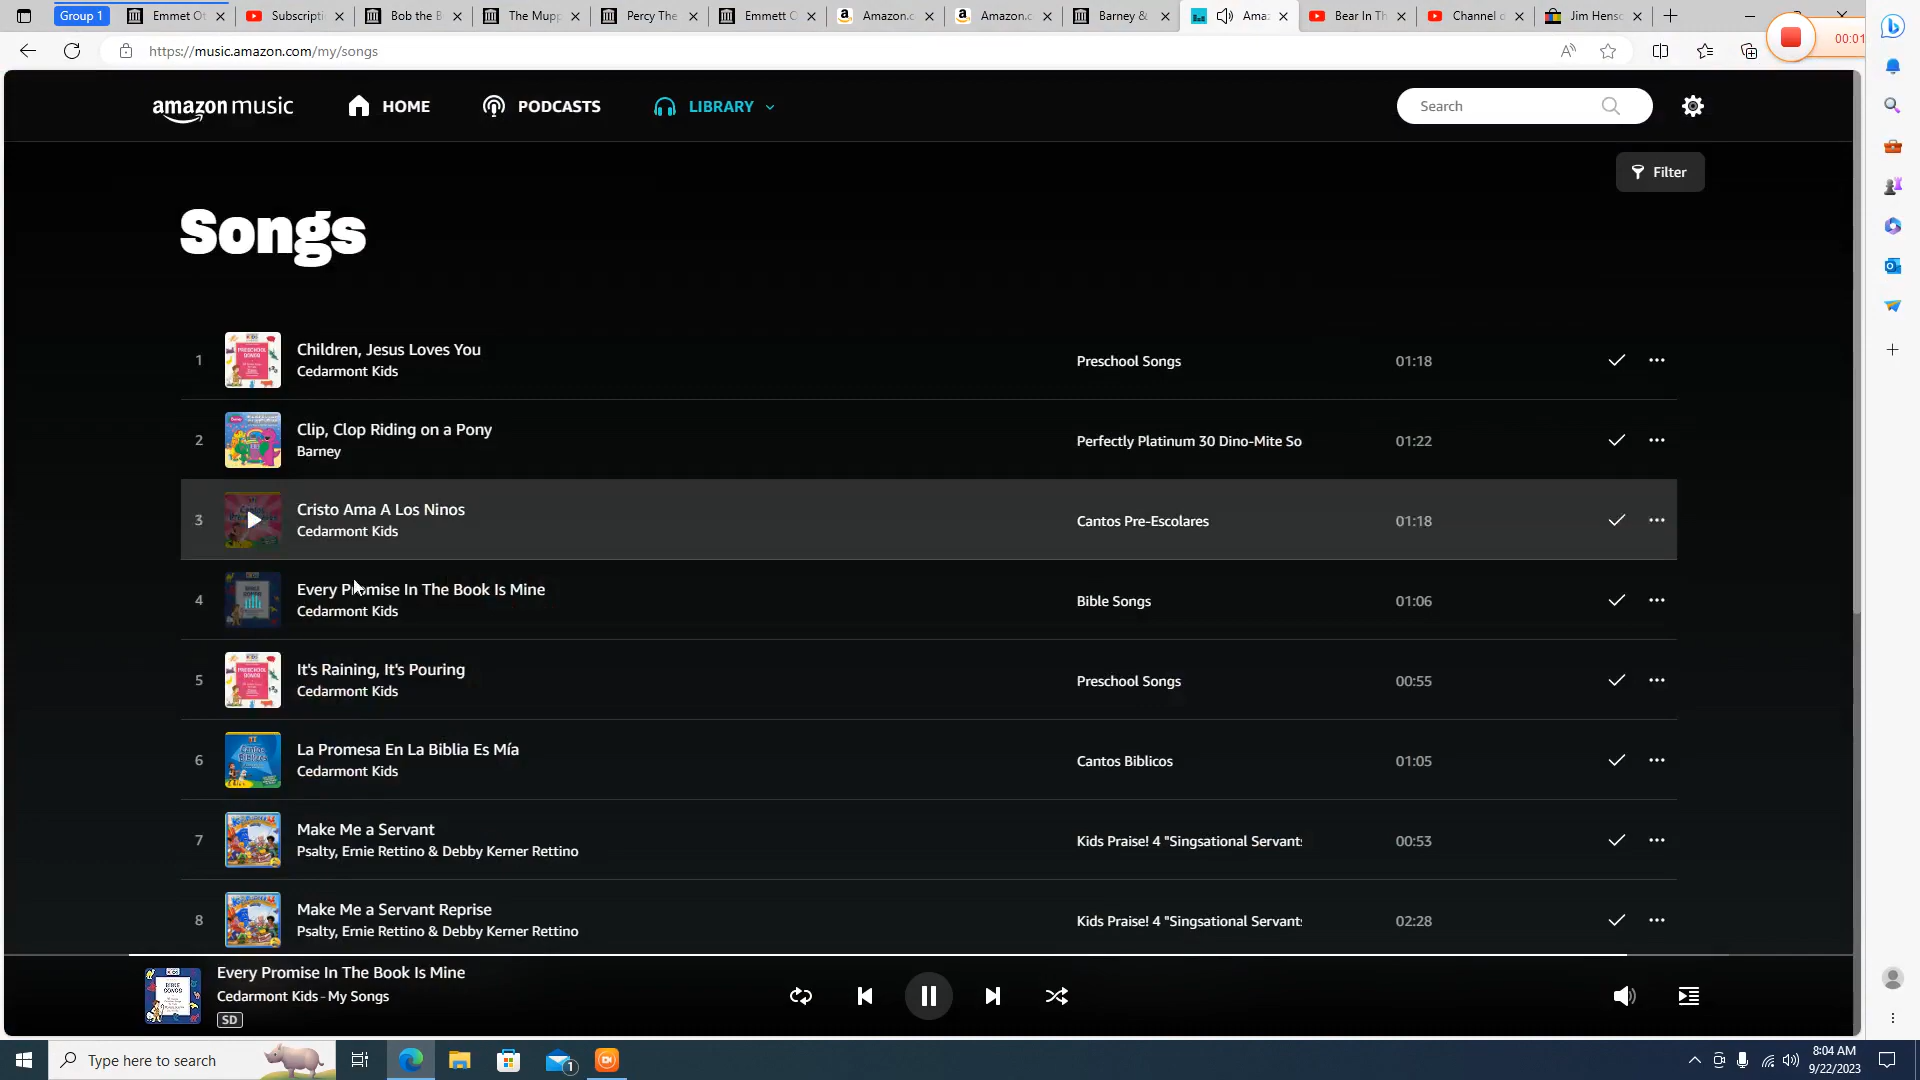 Group 1
Emmet Ot
Subscripti
Bob the B
The Mupp
Percy The
Emmett O
Amazon.c
Amazon.c
Barney &
Ama
Bear In Th
Channel d
Jim Hens
https://music.amazon.com/my/songs
00:01
amazon music
HOME
PODCASTS
LIBRARY
Search
Filter
Songs
1 Children, Jesus Loves You Preschool Songs 01:18
Cedarmont Kids
2 Clip, Clop Riding on a Pony Perfectly Platinum 30 Dino-Mite So 01:22
Barney
3 Cristo Ama A Los Ninos Cantos Pre-Escolares 01:18
Cedarmont Kids
4 Every Promise In The Book Is Mine Bible Songs 01:06
Cedarmont Kids
5 It's Raining, It's Pouring Preschool Songs 00:55
Cedarmont Kids
6 La Promesa En La Biblia Es Mía Cantos Biblicos 01:05
Cedarmont Kids
7 Make Me a Servant Kids Praise! 4 "Singsational Servants 00:53
Psalty, Ernie Rettino & Debby Kerner Rettino
8 Make Me a Servant Reprise Kids Praise! 4 "Singsational Servants 02:28
Psalty, Ernie Rettino & Debby Kerner Rettino
Every Promise In The Book Is Mine
Cedarmont Kids - My Songs
SD
Type here to search
1
8:04 AM
9/22/2023